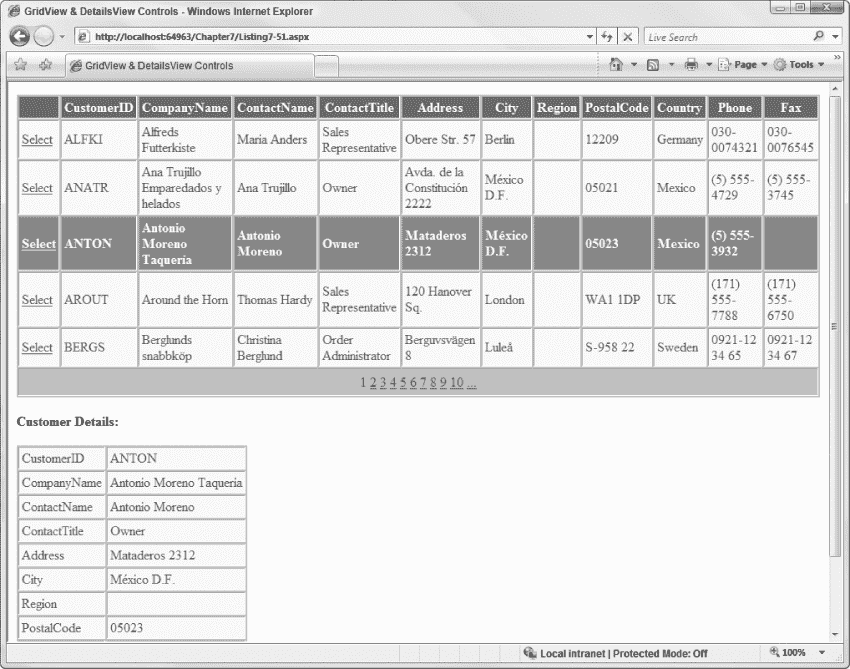 GridView & DetailsView Controls - Windows Internet Explorer
http://localhost:64963/Chapter7/Listing7-51.aspx
Live Search
GridView & DetailsView Controls
Page
Tools
CustomerID CompanyName ContactName ContactTitle Address City Region PostalCode Country Phone Fax
Select ALFKI Alfreds Futterkiste Maria Anders Sales Representative Obere Str. 57 Berlin 12209 Germany 030-0074321 030-0076545
Select ANATR Ana Trujillo Emparedados y helados Ana Trujillo Owner Avda. de la Constitución 2222 México D.F. 05021 Mexico (5) 555-4729 (5) 555-3745
Select ANTON Antonio Moreno Taquería Antonio Moreno Owner Mataderos 2312 México D.F. 05023 Mexico (5) 555-3932
Select AROUT Around the Horn Thomas Hardy Sales Representative 120 Hanover Sq. London WA1 1DP UK (171) 555-7788 (171) 555-6750
Select BERGS Berglunds snabbköp Christina Berglund Order Administrator Berguvsvägen 8 Luleå S-958 22 Sweden 0921-12 34 65 0921-12 34 67
1 2 3 4 5 6 7 8 9 10 ...
Customer Details:
CustomerID ANTON
CompanyName Antonio Moreno Taquería
ContactName Antonio Moreno
ContactTitle Owner
Address Mataderos 2312
City México D.F.
Region
PostalCode 05023
Local intranet | Protected Mode: Off
100%